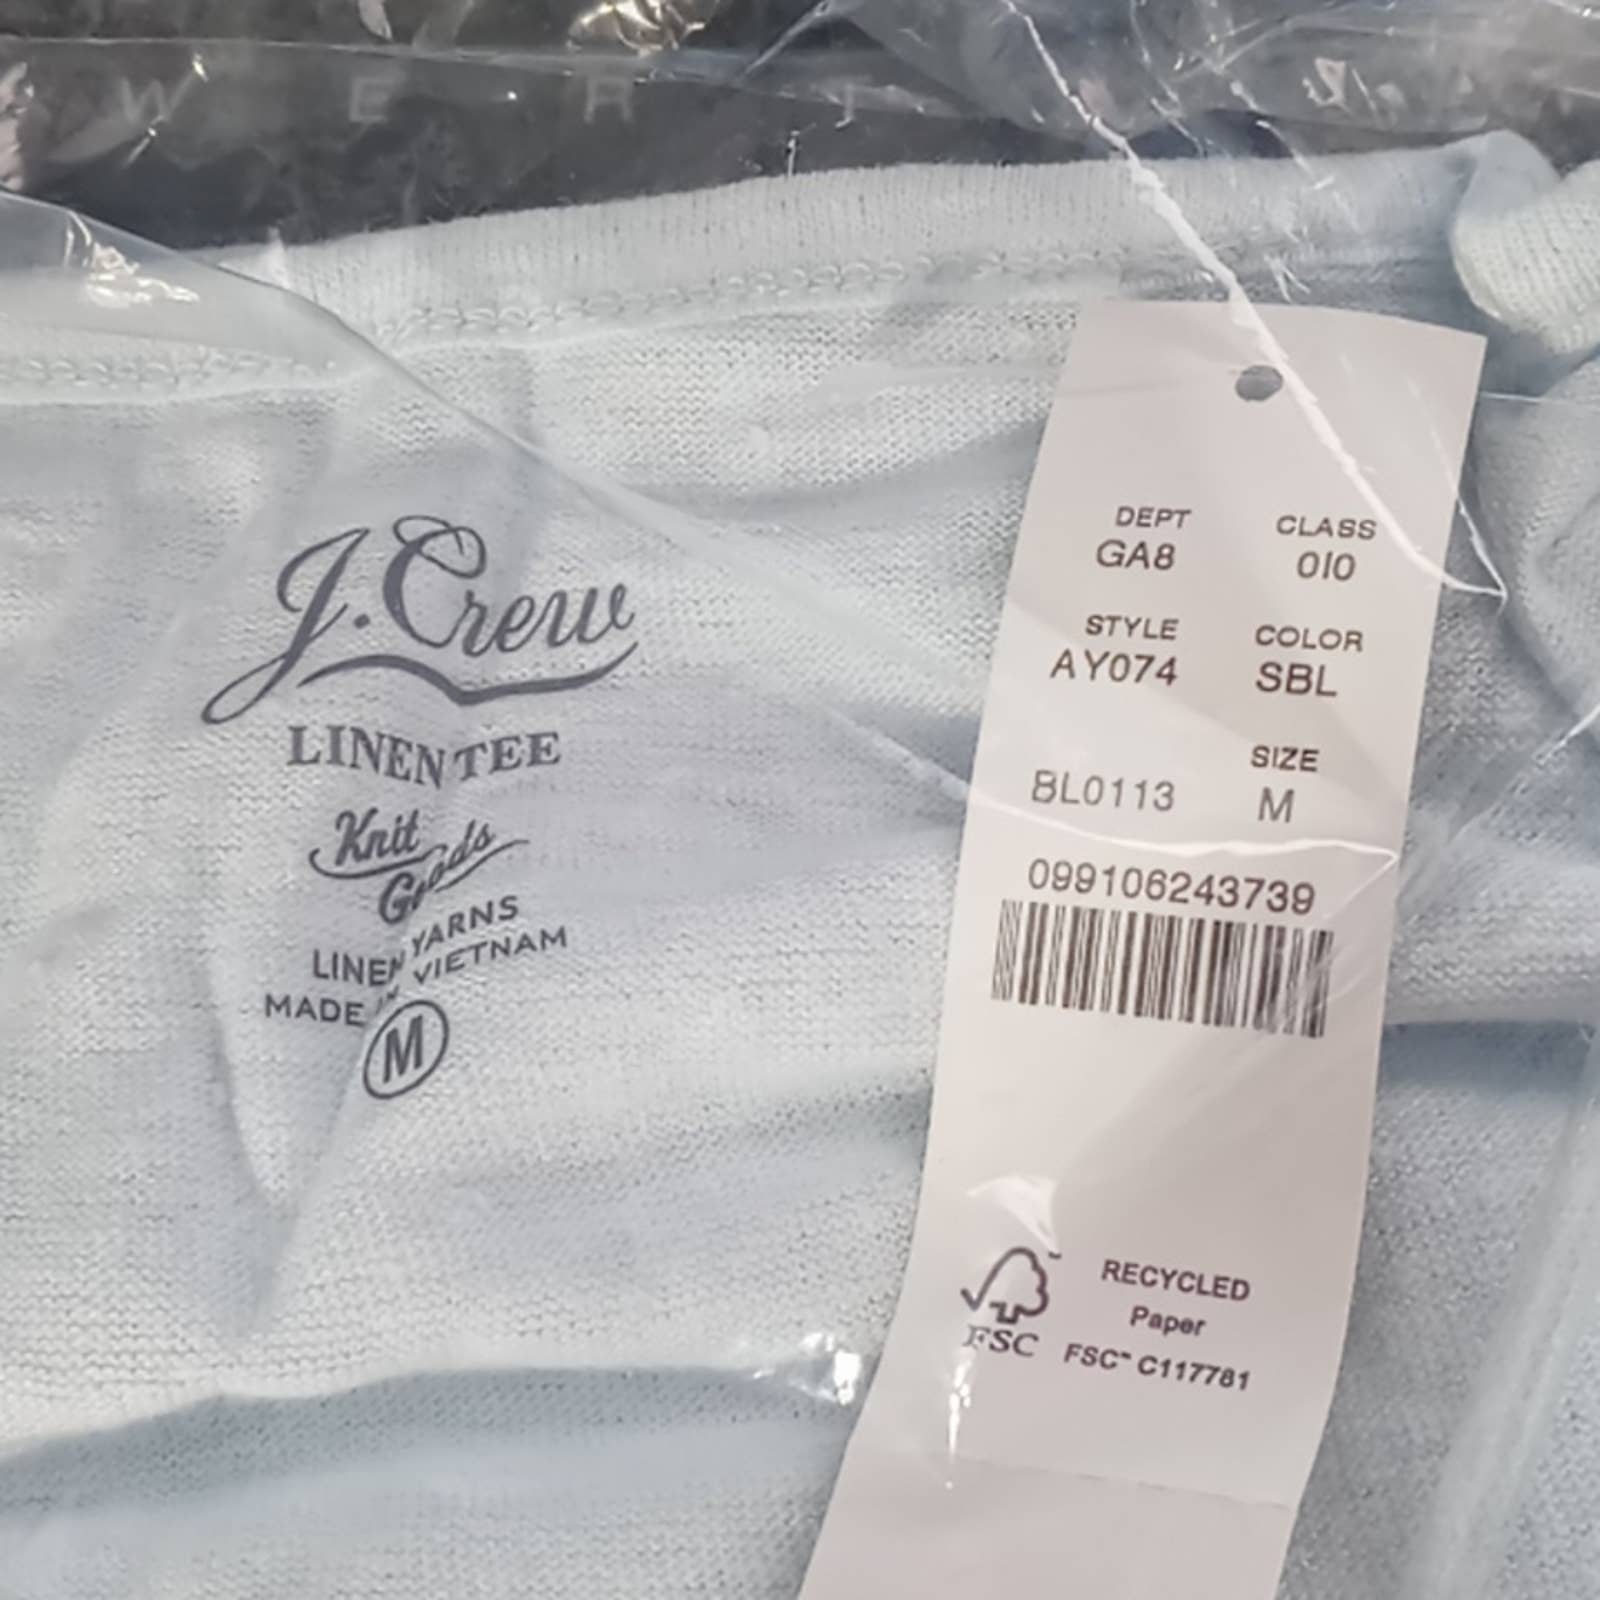 W E R
J.Crew
LINEN TEE
Knit
Goods
LINEN YARNS
MADE IN VIETNAM
M
DEPT CLASS
GA8 010
STYLE COLOR
AY074 SBL
SIZE
BL0113 M
099106243739
FSC
RECYCLED
Paper
FSC™ C117781